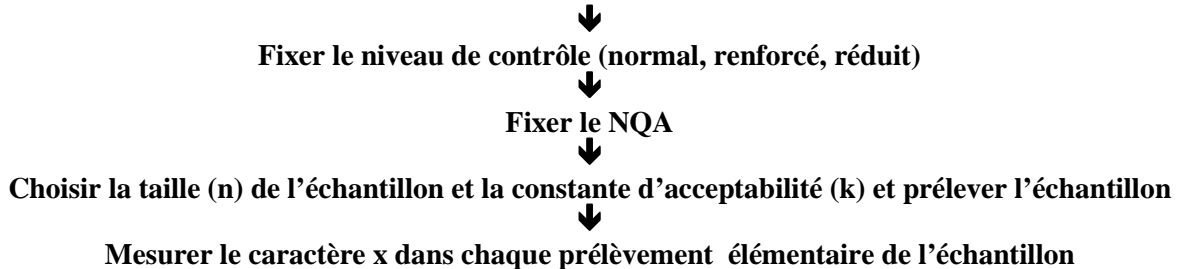 Fixer le niveau de contrôle (normal, renforcé, réduit)
Fixer le NQA
Choisir la taille (n) de l'échantillon et la constante d'acceptabilité (k) et prélever l'échantillon
Mesurer le caractère x dans chaque prélèvement élémentaire de l'échantillon